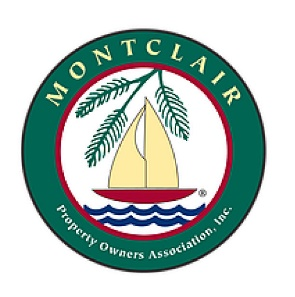 MONTCLAIR
®
Property Owners Association, Inc.